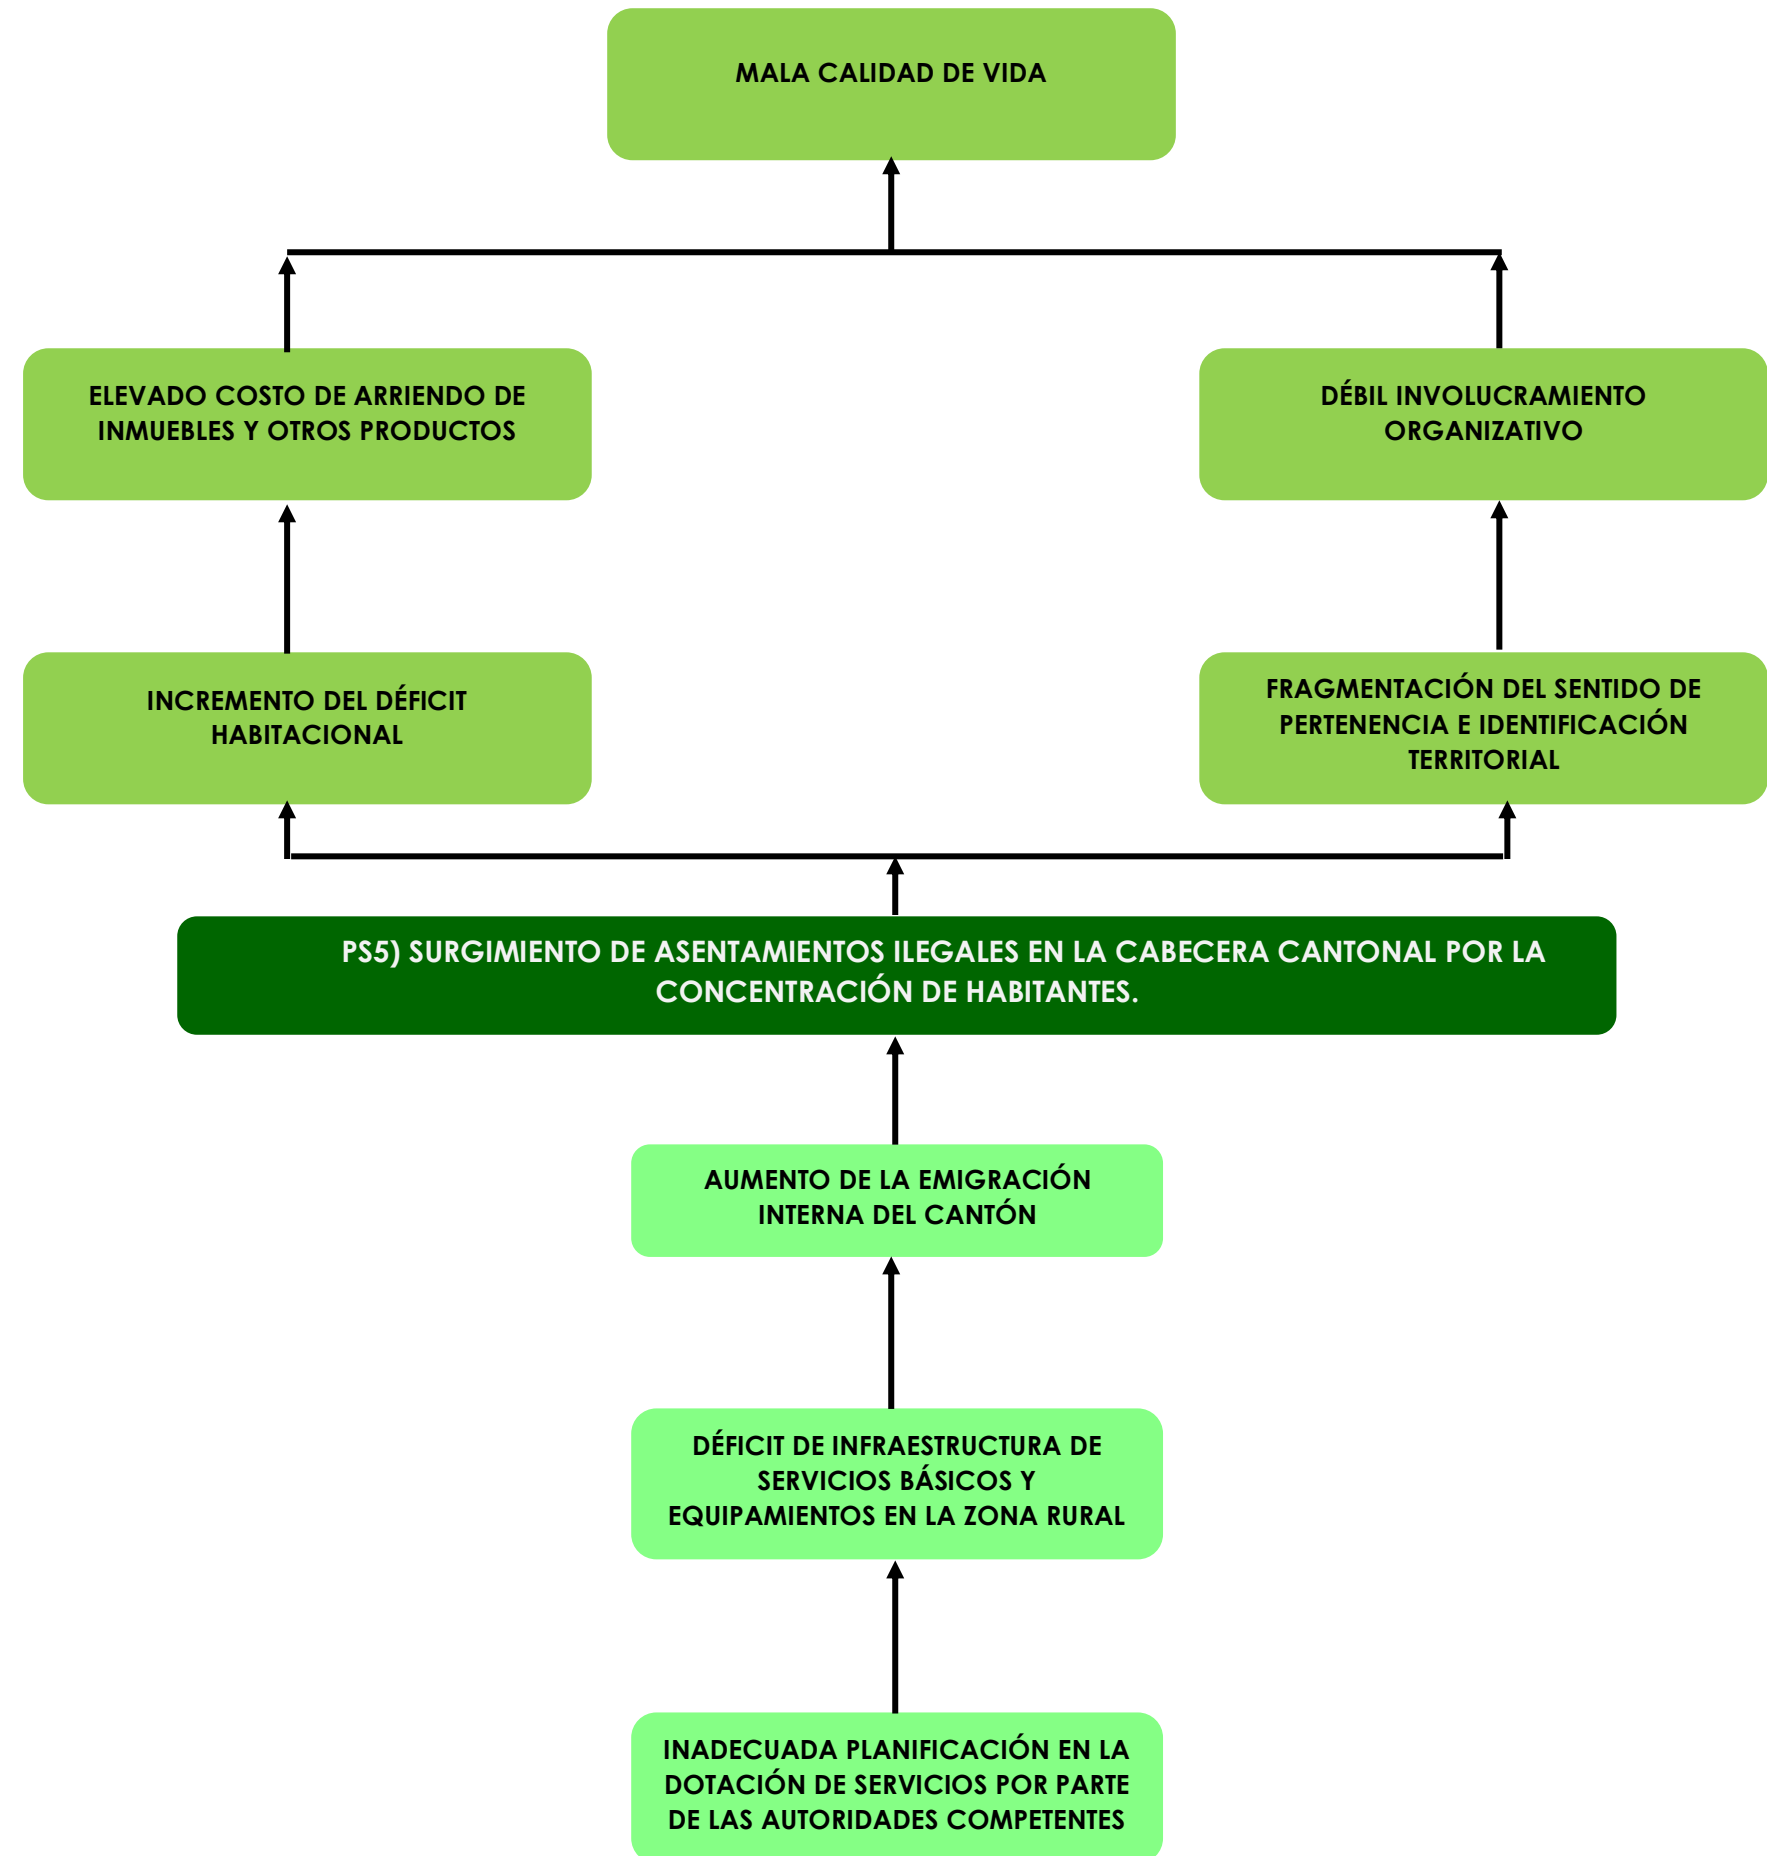 MALA CALIDAD DE VIDA
ELEVADO COSTO DE ARRIENDO DE
INMUEBLES Y OTROS PRODUCTOS
DÉBIL INVOLUCRAMIENTO
ORGANIZATIVO
INCREMENTO DEL DÉFICIT
HABITACIONAL
FRAGMENTACIÓN DEL SENTIDO DE
PERTENENCIA E IDENTIFICACIÓN
TERRITORIAL
PS5) SURGIMIENTO DE ASENTAMIENTOS ILEGALES EN LA CABECERA CANTONAL POR LA
CONCENTRACIÓN DE HABITANTES.
AUMENTO DE LA EMIGRACIÓN
INTERNA DEL CANTÓN
DÉFICIT DE INFRAESTRUCTURA DE
SERVICIOS BÁSICOS Y
EQUIPAMIENTOS EN LA ZONA RURAL
INADECUADA PLANIFICACIÓN EN LA
DOTACIÓN DE SERVICIOS POR PARTE
DE LAS AUTORIDADES COMPETENTES